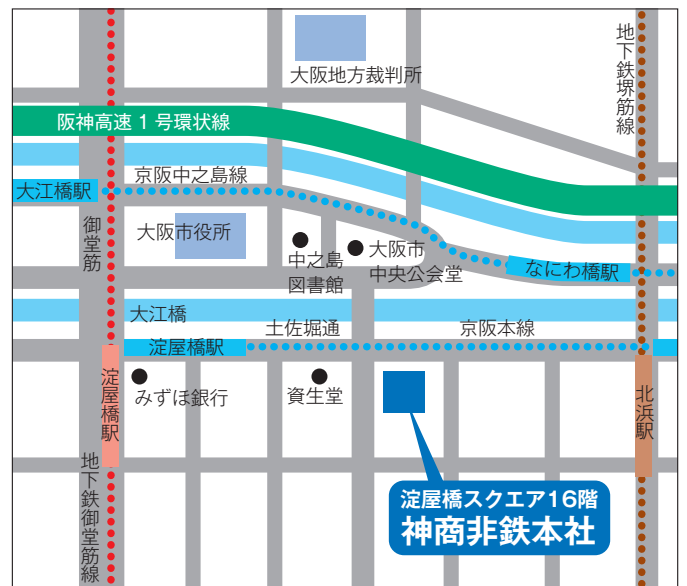 大阪地方裁判所
地下鉄堺筋線
阪神高速 1 号環状線
京阪中之島線
大江橋駅
御堂筋
大阪市役所
中之島
図書館
大阪市
中央公会堂
なにわ橋駅
大江橋
土佐堀通
京阪本線
淀屋橋駅
淀屋橋駅
みずほ銀行
資生堂
北浜駅
地下鉄御堂筋線
淀屋橋スクエア16階
神商非鉄本社